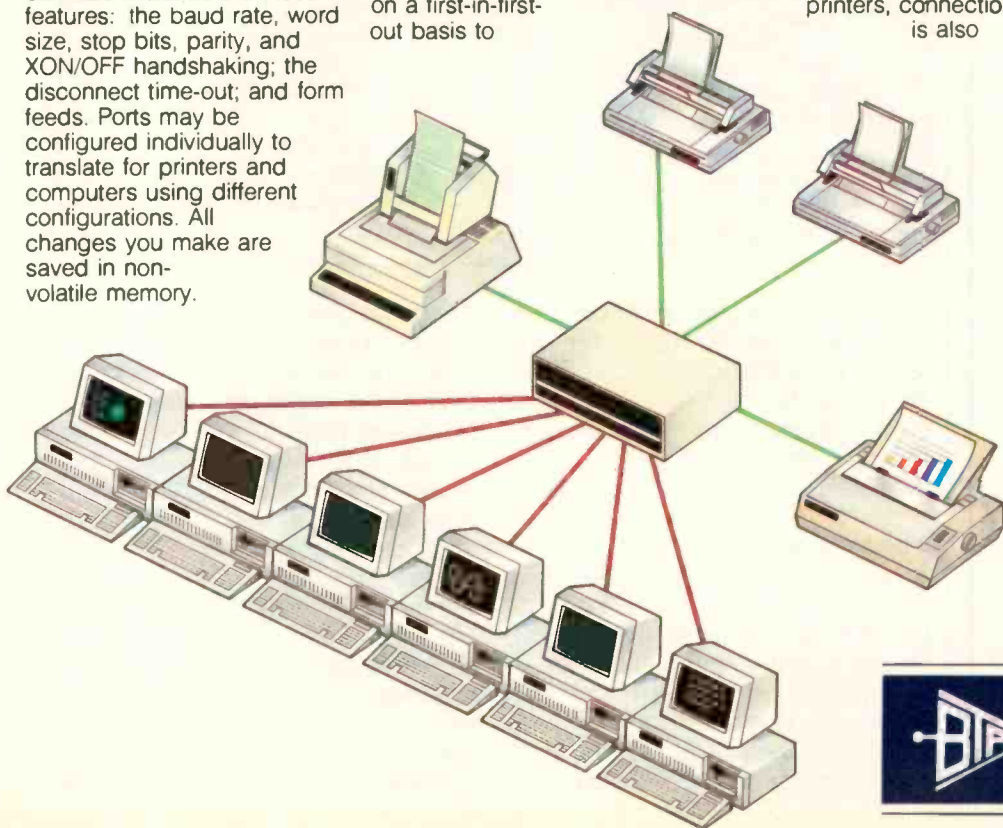 features: the baud rate, word
size, stop bits, parity, and
XON/OFF handshaking; the
disconnect time-out; and form
feeds. Ports may be
configured individually to
translate for printers and
computers using different
configurations. All
changes you make are
saved in non-
volatile memory.
on a first-in-first-
out basis to
is also